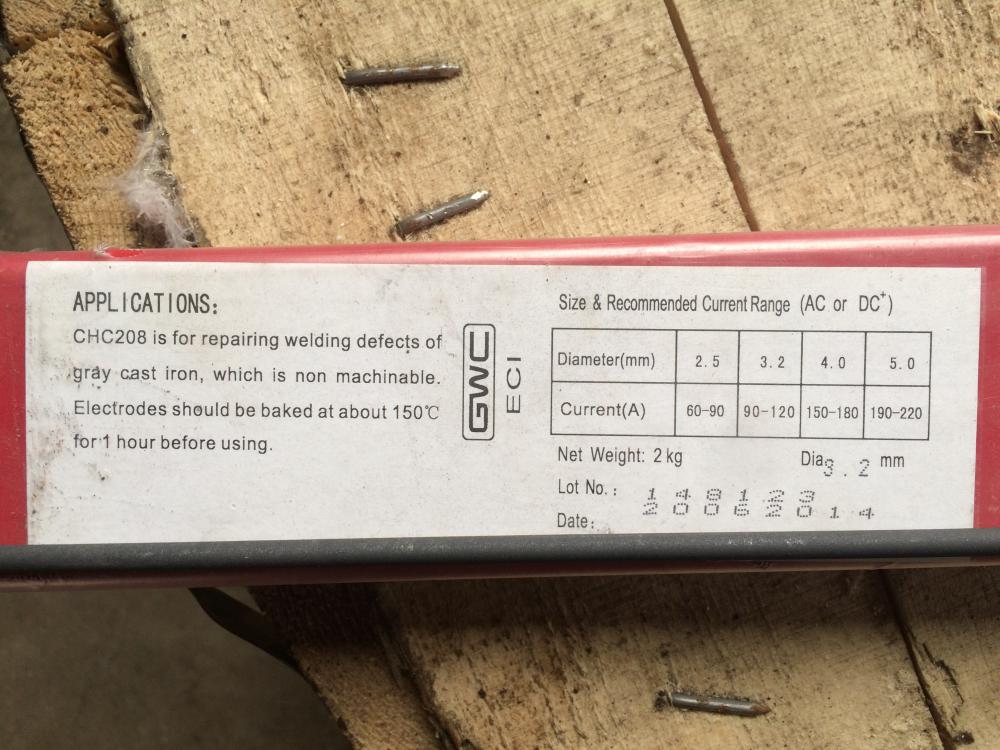 APPLICATIONS:
CHC208 is for repairing welding defects of
gray cast iron, which is non machinable.
Electrodes should be baked at about 150℃
for 1 hour before using.
GWC
ECI
Size & Recommended Current Range (AC or DC⁺)
Diameter(mm) 2.5 3.2 4.0 5.0
Current(A) 60-90 90-120 150-180 190-220
Net Weight: 2 kg Dia 3.2 mm
Lot No.: 148123
Date: 20062014